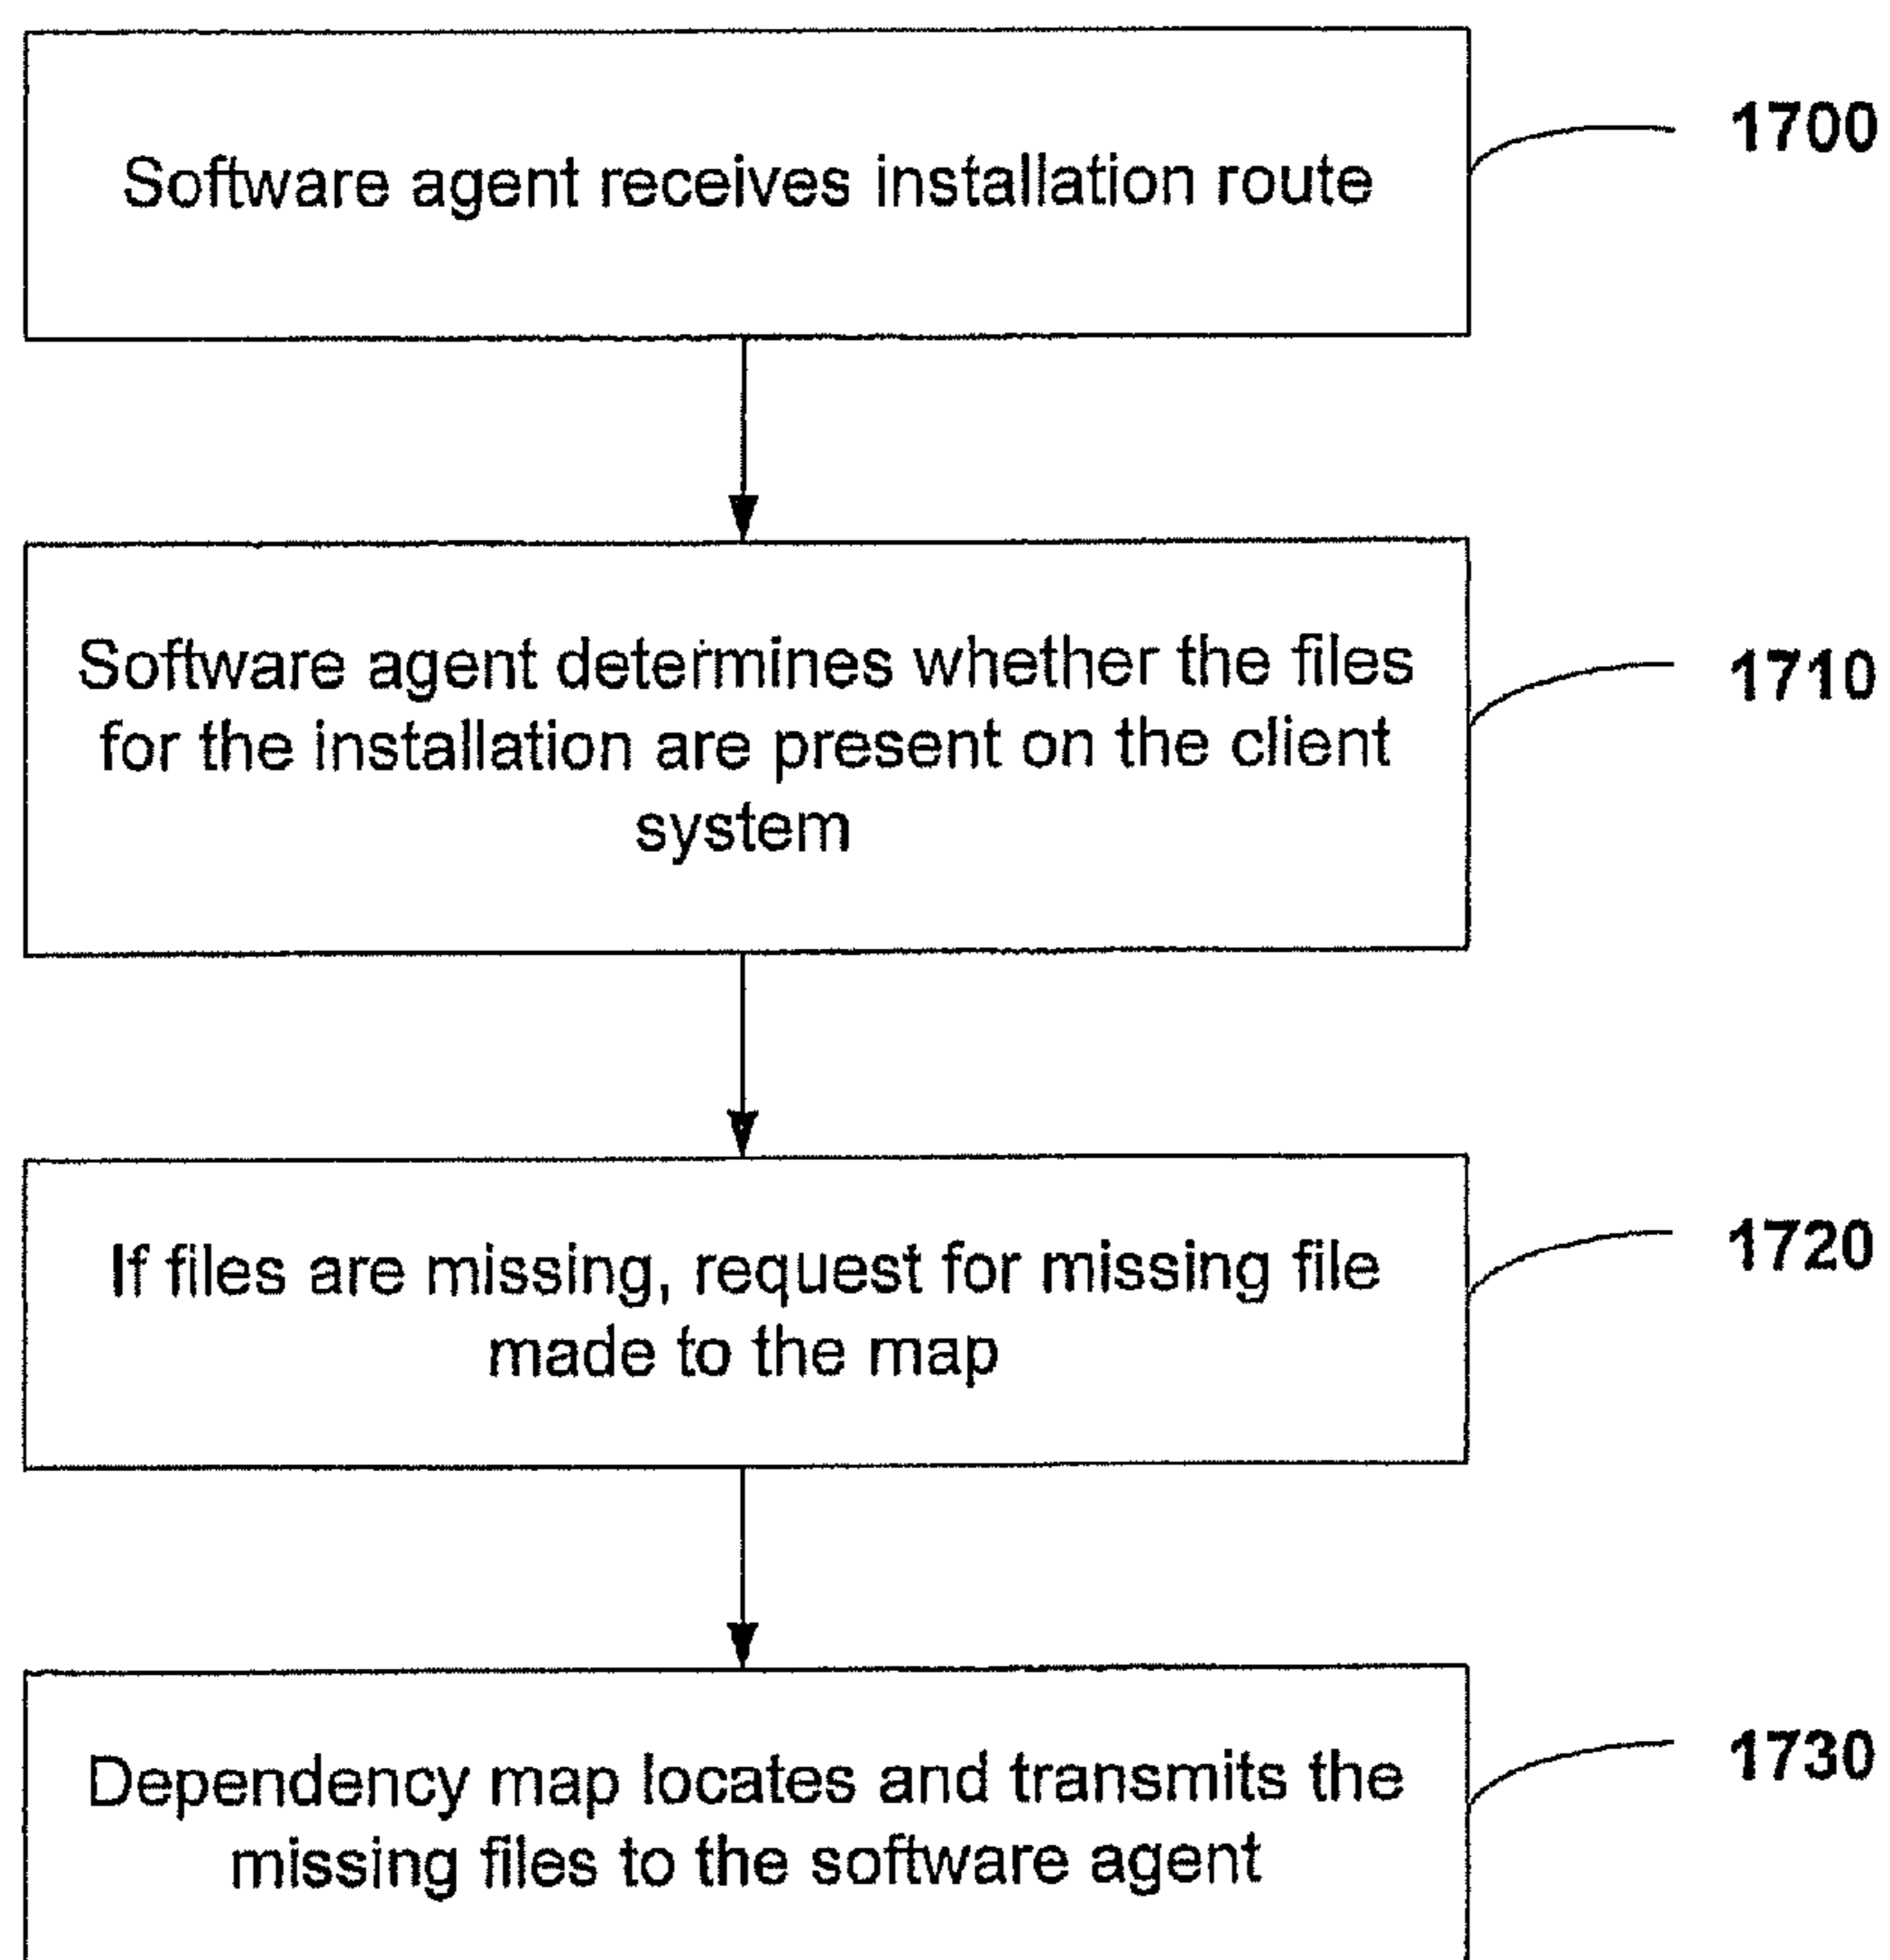 Software agent receives installation route
1700
Software agent determines whether the files
for the installation are present on the client
system
1710
If files are missing, request for missing file
made to the map
1720
Dependency map locates and transmits the
missing files to the software agent
1730